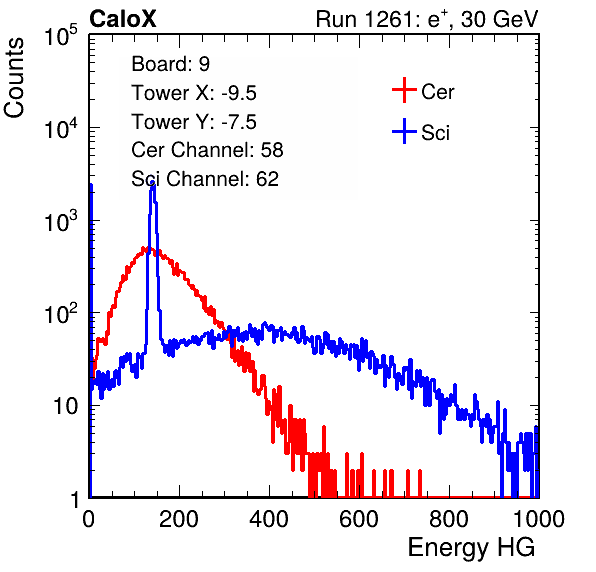 CaloX Run 1261: e⁺, 30 GeV
Counts
Board: 9
Tower X: -9.5
Tower Y: -7.5
Cer Channel: 58
Sci Channel: 62
Cer
Sci
10⁵
10⁴
10³
10²
10
1
0 200 400 600 800 1000
Energy HG